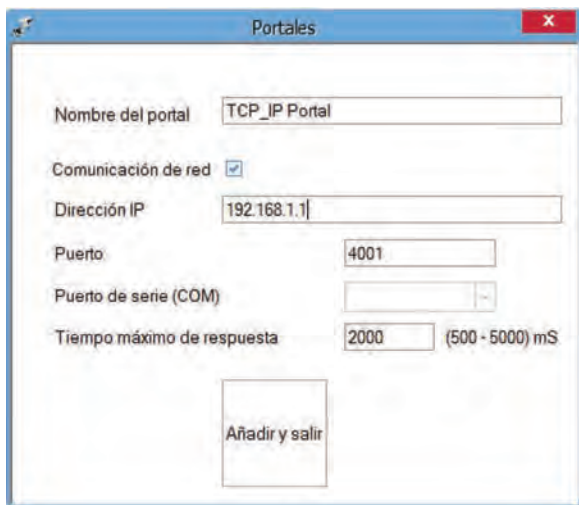 Portales
x
Nombre del portal TCP_IP Portal
Comunicación de red
Dirección IP 192.168.1.1
Puerto 4001
Puerto de serie (COM)
Tiempo máximo de respuesta 2000 (500 - 5000) mS
Añadir y salir